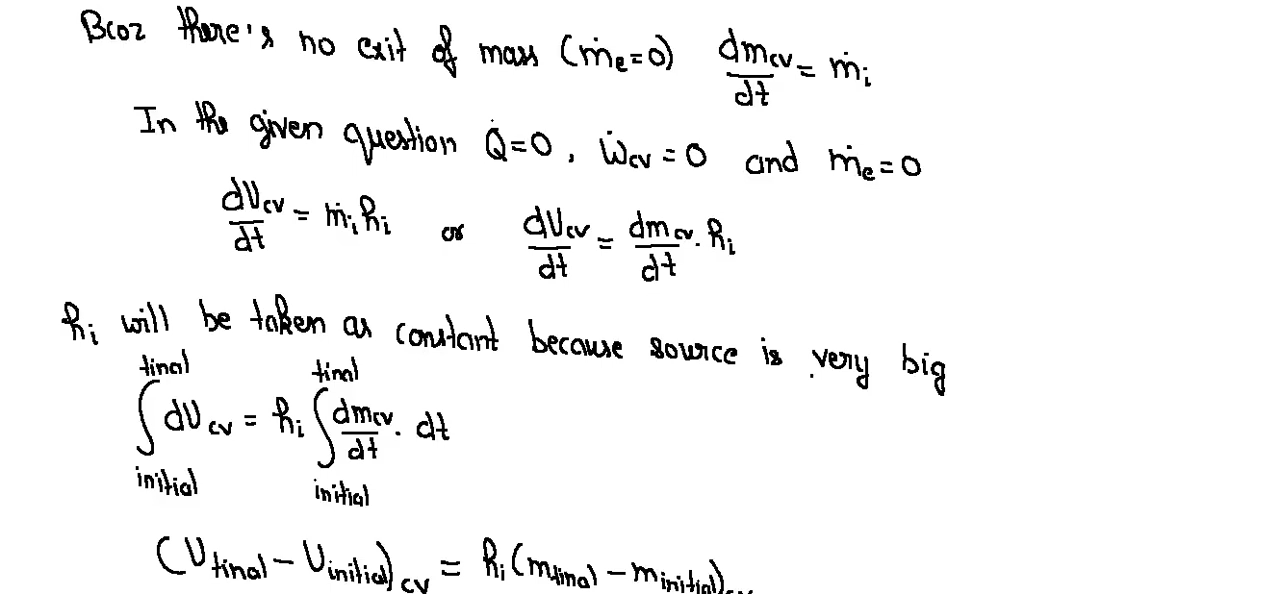 Bcoz there's no exit of mass (ṁe=0) dmcv/dt = ṁi
In the given question Q̇=0, Ẇcv = 0 and ṁe = 0
dUcv/dt = ṁi hi or dUcv/dt = dmcv/dt . hi
hi will be taken as constant because source is very big
∫initial^final dUcv = hi ∫initial^final dmcv/dt . dt
(Ufinal − Uinitial)cv = hi (mfinal − minitial)cv